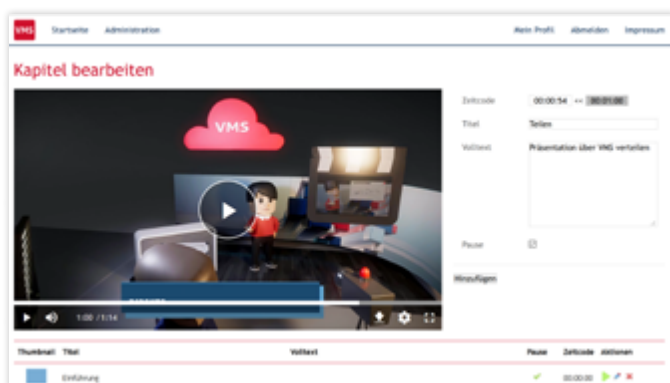 VMS Startseite Administration Mein Profil Abmelden Impressum
Kapitel bearbeiten
VMS
Zeitcode 00:00:54 << 00:01:00
Titel Teilen
Volltext Präsentation über VMS verteilen
Pause
Hinzufügen
1:00 / 1:14
Thumbnail Titel Volltext Pause Zeitcode Aktionen
Einführung 00:00:00